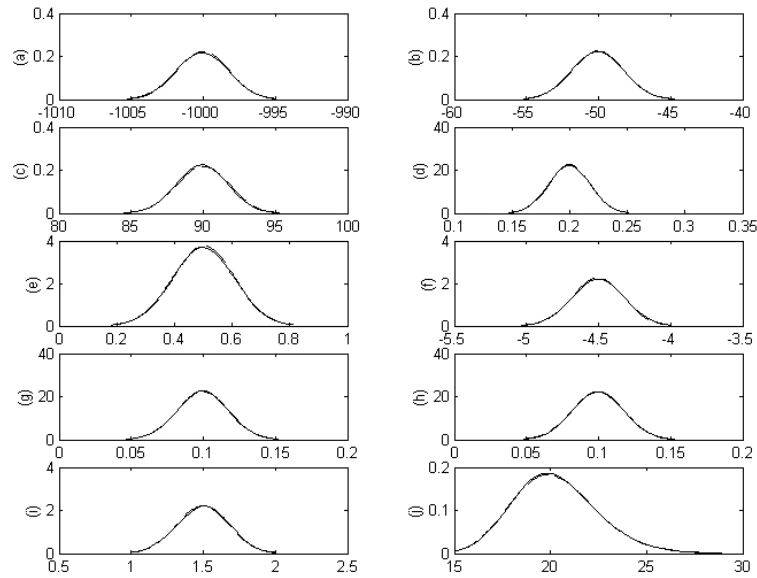 0.4
0.2
0
(a)
-1010 -1005 -1000 -995 -990
0.4
0.2
0
(b)
-60 -55 -50 -45 -40
0.4
0.2
0
(c)
80 85 90 95 100
40
20
0
(d)
0.1 0.15 0.2 0.25 0.3 0.35
4
2
0
(e)
0 0.2 0.4 0.6 0.8 1
4
2
0
(f)
-5.5 -5 -4.5 -4 -3.5
40
20
0
(g)
0 0.05 0.1 0.15 0.2
40
20
0
(h)
0 0.05 0.1 0.15 0.2
4
2
0
(i)
0.5 1 1.5 2 2.5
0.2
0.1
0
(j)
15 20 25 30